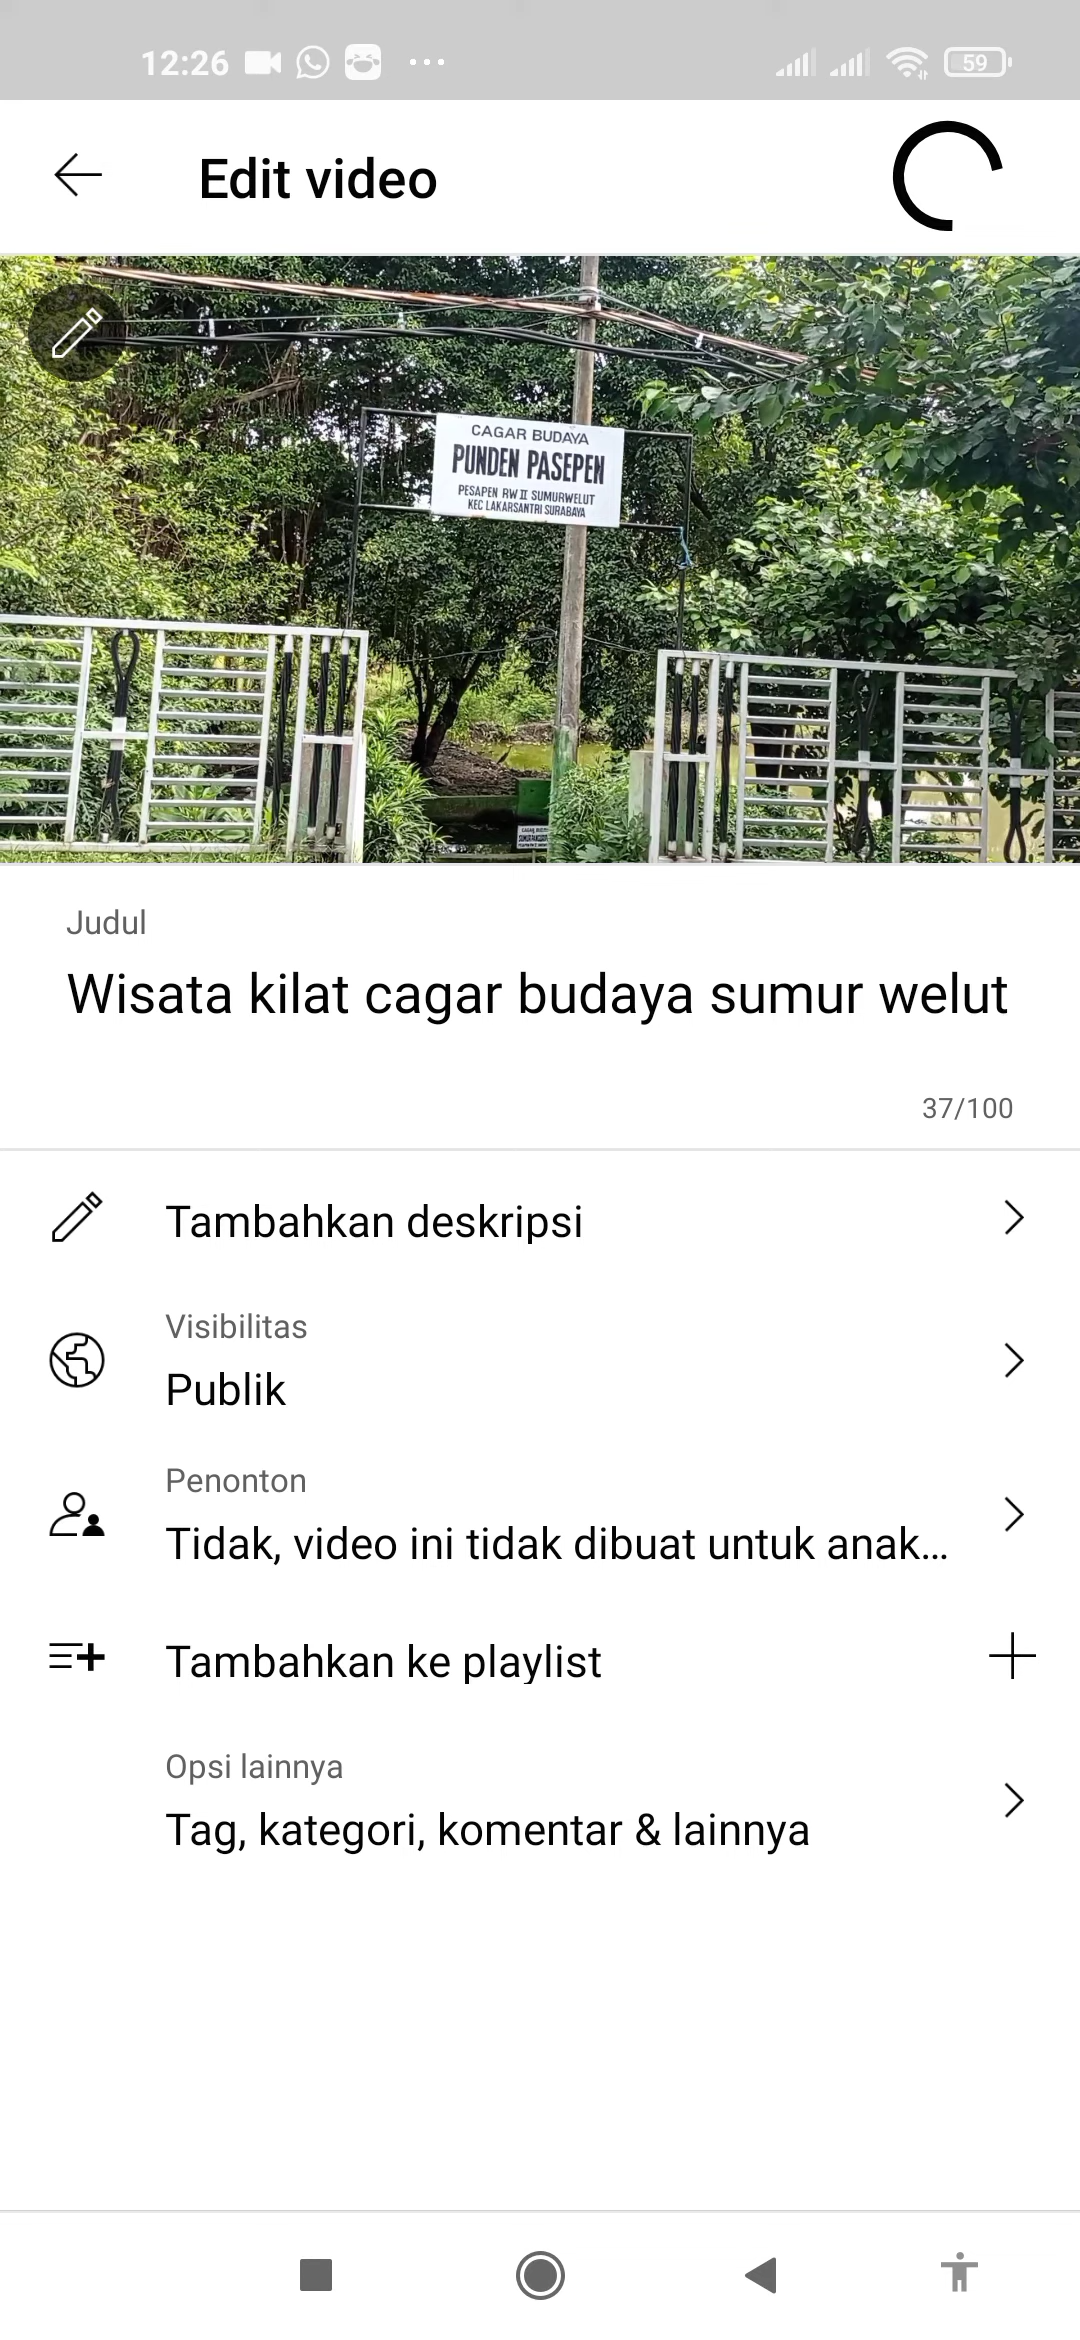 12:26
59
Edit video
CAGAR BUDAYA
PUNDEN PASEPEN
PESAPEN RW II SUMURWELUT
KEC LAKARSANTRI SURABAYA
CAGAR BUDAYA
Judul
Wisata kilat cagar budaya sumur welut
37/100
Tambahkan deskripsi
Visibilitas
Publik
Penonton
Tidak, video ini tidak dibuat untuk anak...
Tambahkan ke playlist
Opsi lainnya
Tag, kategori, komentar & lainnya